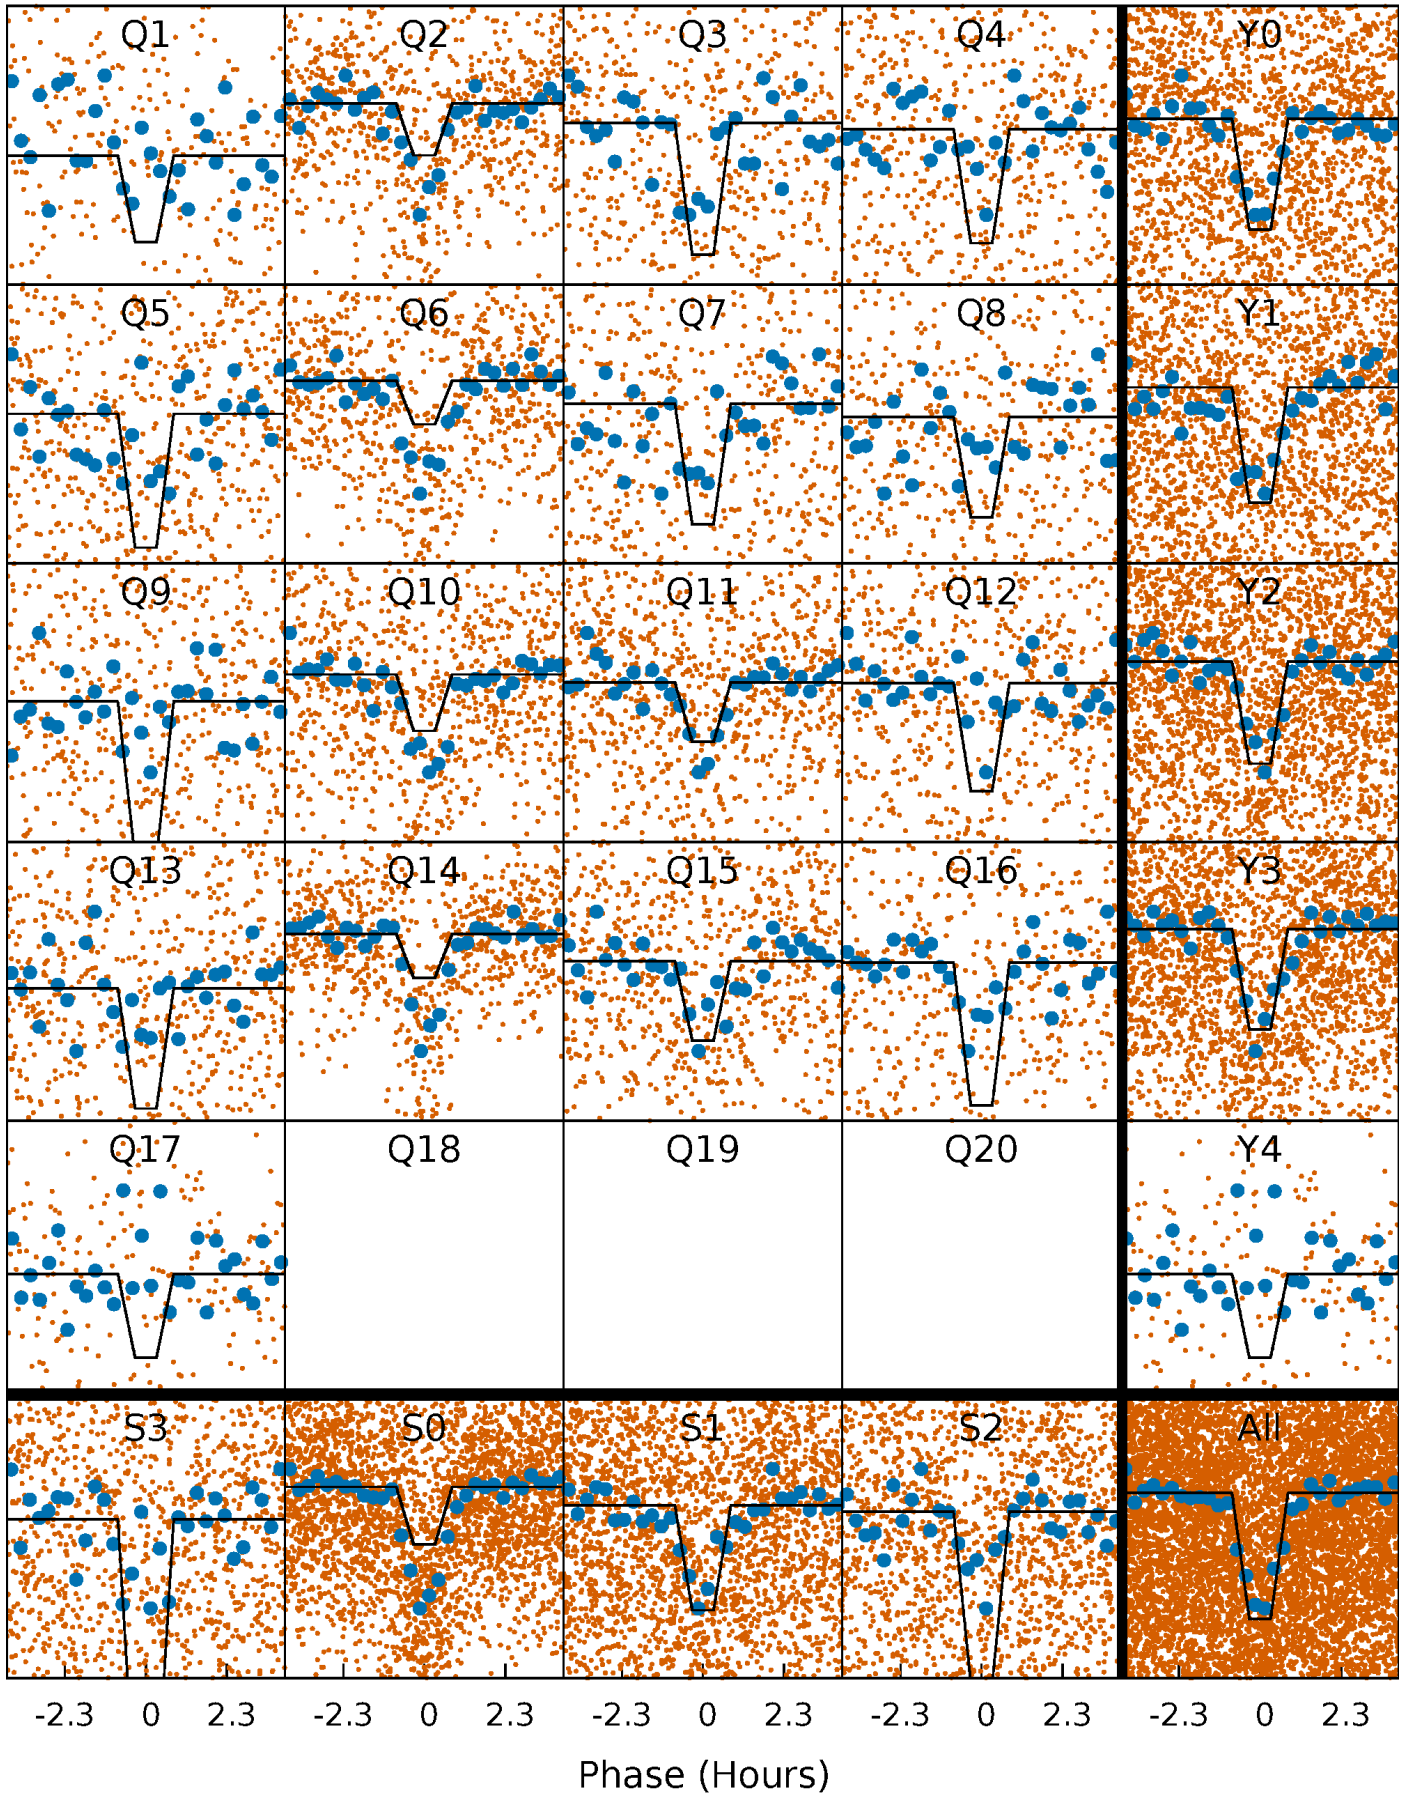 Q1 Q2 Q3 Q4 Y0
Q5 Q6 Q7 Q8 Y1
Q9 Q10 Q11 Q12 Y2
Q13 Q14 Q15 Q16 Y3
Q17 Q18 Q19 Q20 Y4
S3 S0 S1 S2 All
-2.3 0 2.3 -2.3 0 2.3 -2.3 0 2.3 -2.3 0 2.3 -2.3 0 2.3
Phase (Hours)